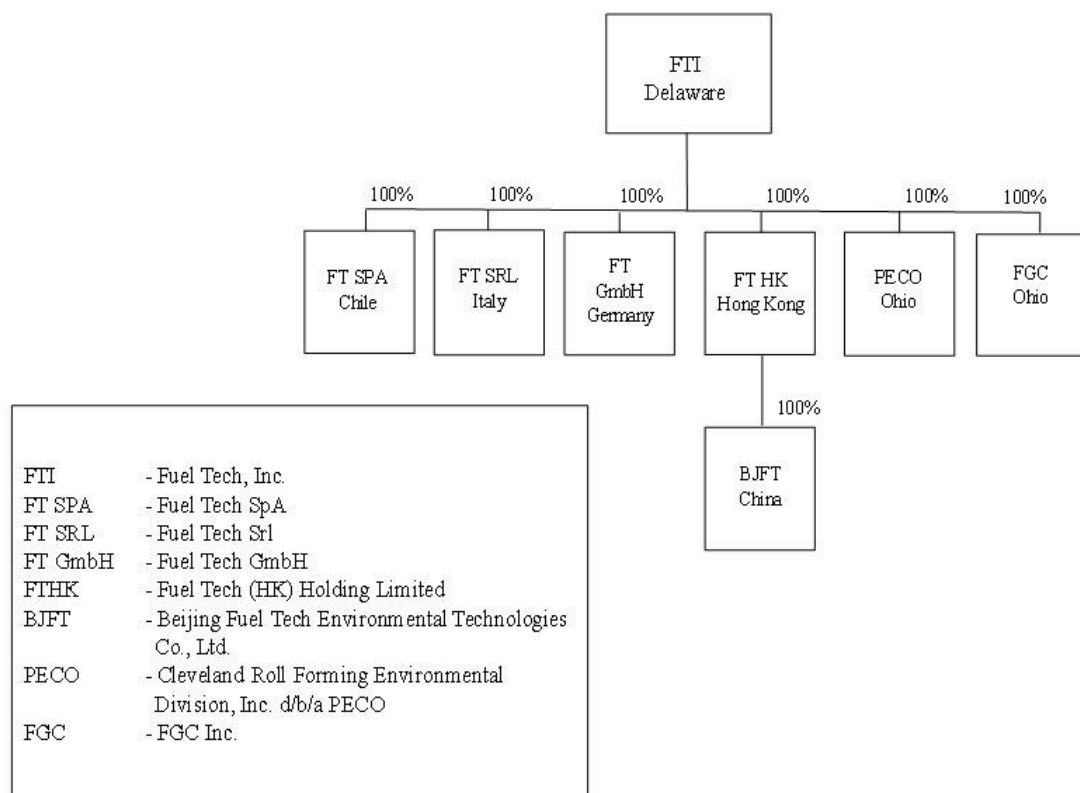 FTI
Delaware
100%
100%
100%
100%
100%
100%
FT SPA
Chile
FT SRL
Italy
FT
GmbH
Germany
FT HK
Hong Kong
PECO
Ohio
FGC
Ohio
100%
BJFT
China
FTI - Fuel Tech, Inc.
FT SPA - Fuel Tech SpA
FT SRL - Fuel Tech Srl
FT GmbH - Fuel Tech GmbH
FTHK - Fuel Tech (HK) Holding Limited
BJFT - Beijing Fuel Tech Environmental Technologies
Co., Ltd.
PECO - Cleveland Roll Forming Environmental
Division, Inc. d/b/a PECO
FGC - FGC Inc.